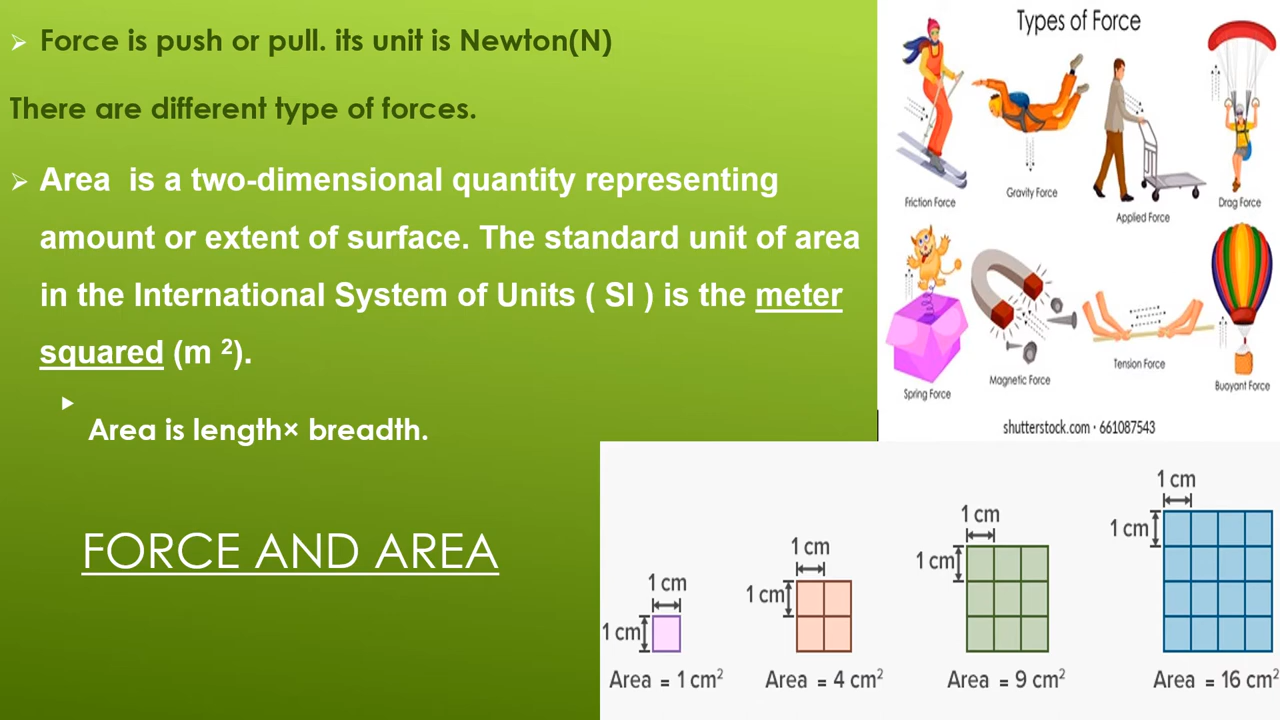 Force is push or pull. its unit is Newton(N)
There are different type of forces.
Area is a two-dimensional quantity representing
amount or extent of surface. The standard unit of area
in the International System of Units ( SI ) is the meter
squared (m ²).
Area is length× breadth.
FORCE AND AREA
Types of Force
Friction Force
Gravity Force
Applied Force
Drag Force
Spring Force
Magnetic Force
Tension Force
Buoyant Force
shutterstock.com · 661087543
1 cm
1 cm
Area = 1 cm²
1 cm
1 cm
Area = 4 cm²
1 cm
1 cm
Area = 9 cm²
1 cm
1 cm
Area = 16 cm²